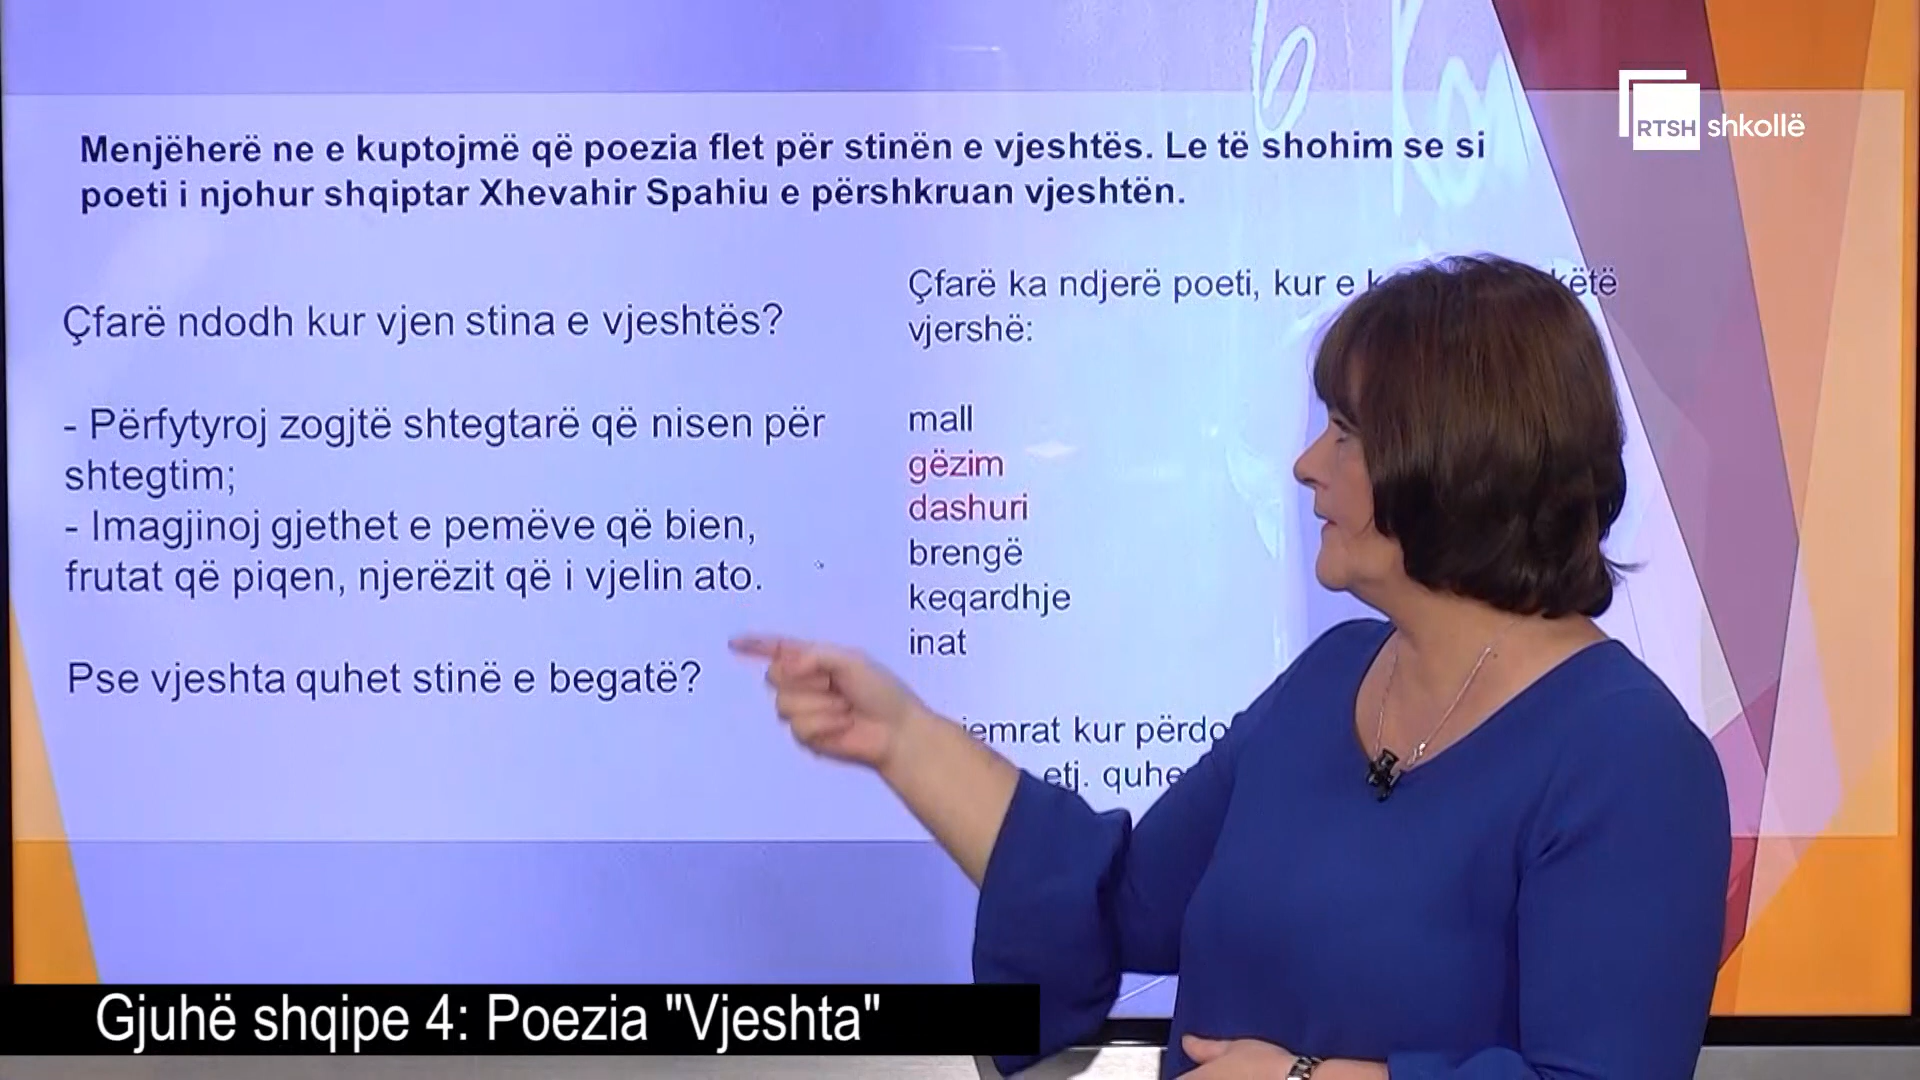 RTSH shkollë
Menjëherë ne e kuptojmë që poezia flet për stinën e vjeshtës. Le të shohim se si
poeti i njohur shqiptar Xhevahir Spahiu e përshkruan vjeshtën.
Çfarë ndodh kur vjen stina e vjeshtës?
- Përfytyroj zogjtë shtegtarë që nisen për
shtegtim;
- Imagjinoj gjethet e pemëve që bien,
frutat që piqen, njerëzit që i vjelin ato.
Pse vjeshta quhet stinë e begatë?
Çfarë ka ndjerë poeti, kur e
vjershë:
mall
gëzim
dashuri
brengë
keqardhje
inat
kur
etj.
Gjuhë shqipe 4: Poezia "Vjeshta"